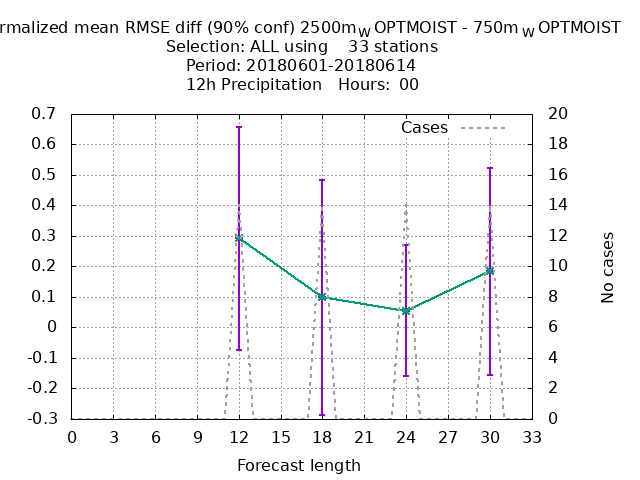 rmalized mean RMSE diff (90% conf) 2500m W OPTMOIST - 750m W OPTMOIST
Selection: ALL using 33 stations
Period: 20180601-20180614
12h Precipitation Hours: 00
Cases
0.7
0.6
0.5
0.4
0.3
0.2
0.1
0
-0.1
-0.2
-0.3
20
18
16
14
12
10
8
6
4
2
0
No cases
0 3 6 9 12 15 18 21 24 27 30 33
Forecast length